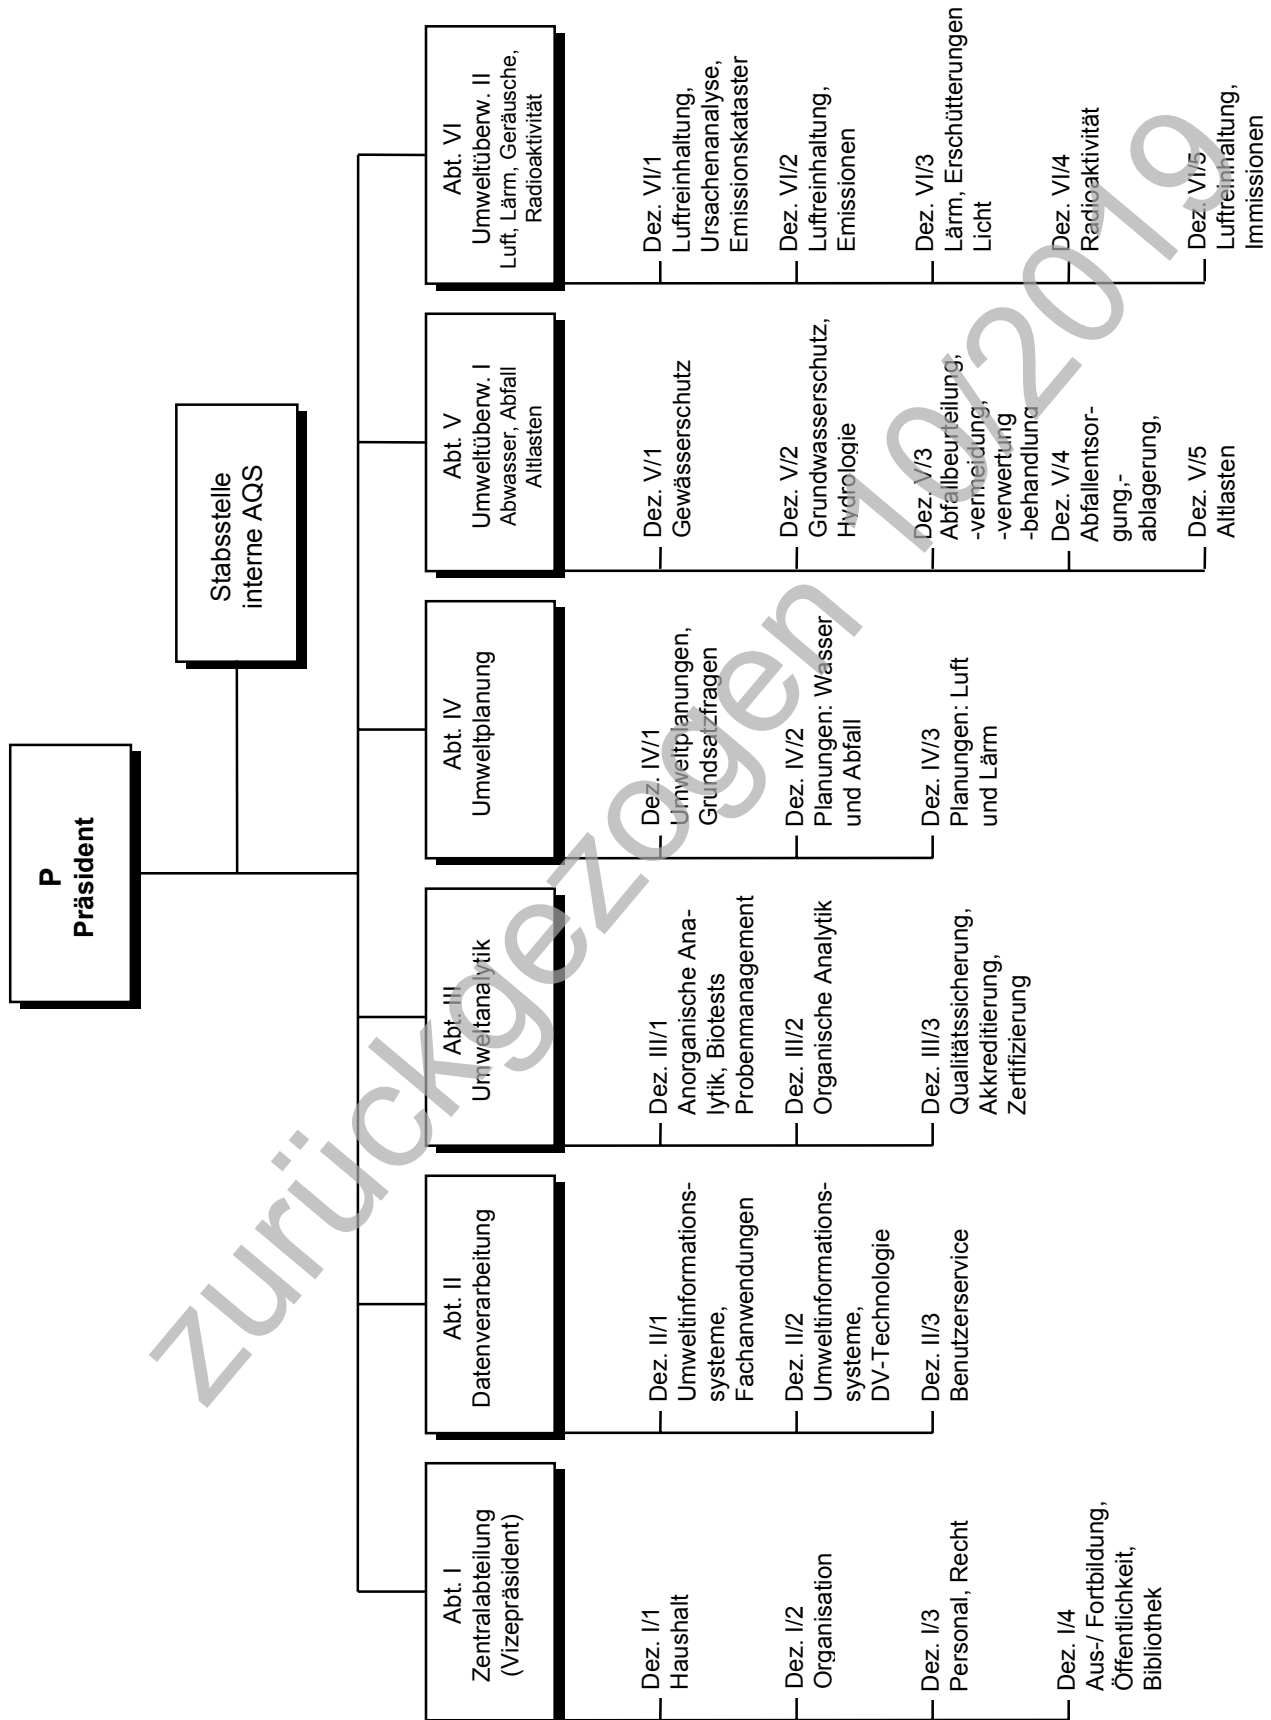 P
Präsident
Stabsstelle
interne AQS
Abt. I
Zentralabteilung
(Vizepräsident)
Dez. I/1
Haushalt
Dez. I/2
Organisation
Dez. I/3
Personal, Recht
Dez. I/4
Aus-/ Fortbildung,
Öffentlichkeit,
Bibliothek
Abt. II
Datenverarbeitung
Dez. II/1
Umweltinformations-
systeme,
Fachanwendungen
Dez. II/2
Umweltinformations-
systeme,
DV-Technologie
Dez. II/3
Benutzerservice
Abt. III
Umweltanalytik
Dez. III/1
Anorganische Ana-
lytik, Biotests
Probenmanagement
Dez. III/2
Organische Analytik
Dez. III/3
Qualitätssicherung,
Akkreditierung,
Zertifizierung
Abt. IV
Umweltplanung
Dez. IV/1
Umweltplanungen,
Grundsatzfragen
Dez. IV/2
Planungen: Wasser
und Abfall
Dez. IV/3
Planungen: Luft
und Lärm
Abt. V
Umweltüberw. I
Abwasser, Abfall
Altlasten
Dez. V/1
Gewässerschutz
Dez. V/2
Grundwasserschutz,
Hydrologie
Dez. V/3
Abfallbeurteilung,
-vermeidung,
-verwertung
-behandlung
Dez. V/4
Abfallentsor-
gung,-
ablagerung,
Dez. V/5
Altlasten
Abt. VI
Umweltüberw. II
Luft, Lärm, Geräusche,
Radioaktivität
Dez. VI/1
Luftreinhaltung,
Ursachenanalyse,
Emissionskataster
Dez. VI/2
Luftreinhaltung,
Emissionen
Dez. VI/3
Lärm, Erschütterungen
Licht
Dez. VI/4
Radioaktivität
Dez. VI/5
Luftreinhaltung,
Immissionen
zurückgezogen 10/2019